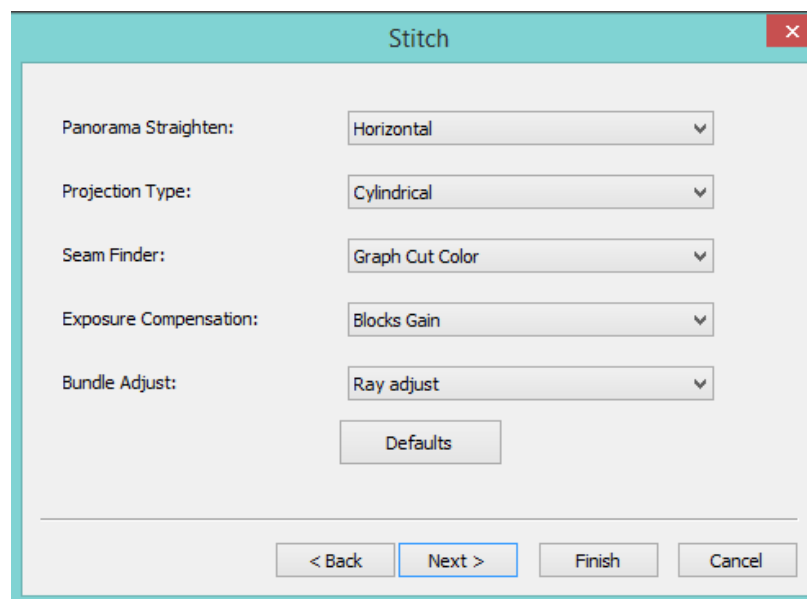 Stitch
Panorama Straighten: Horizontal
Projection Type: Cylindrical
Seam Finder: Graph Cut Color
Exposure Compensation: Blocks Gain
Bundle Adjust: Ray adjust
Defaults
< Back Next > Finish Cancel